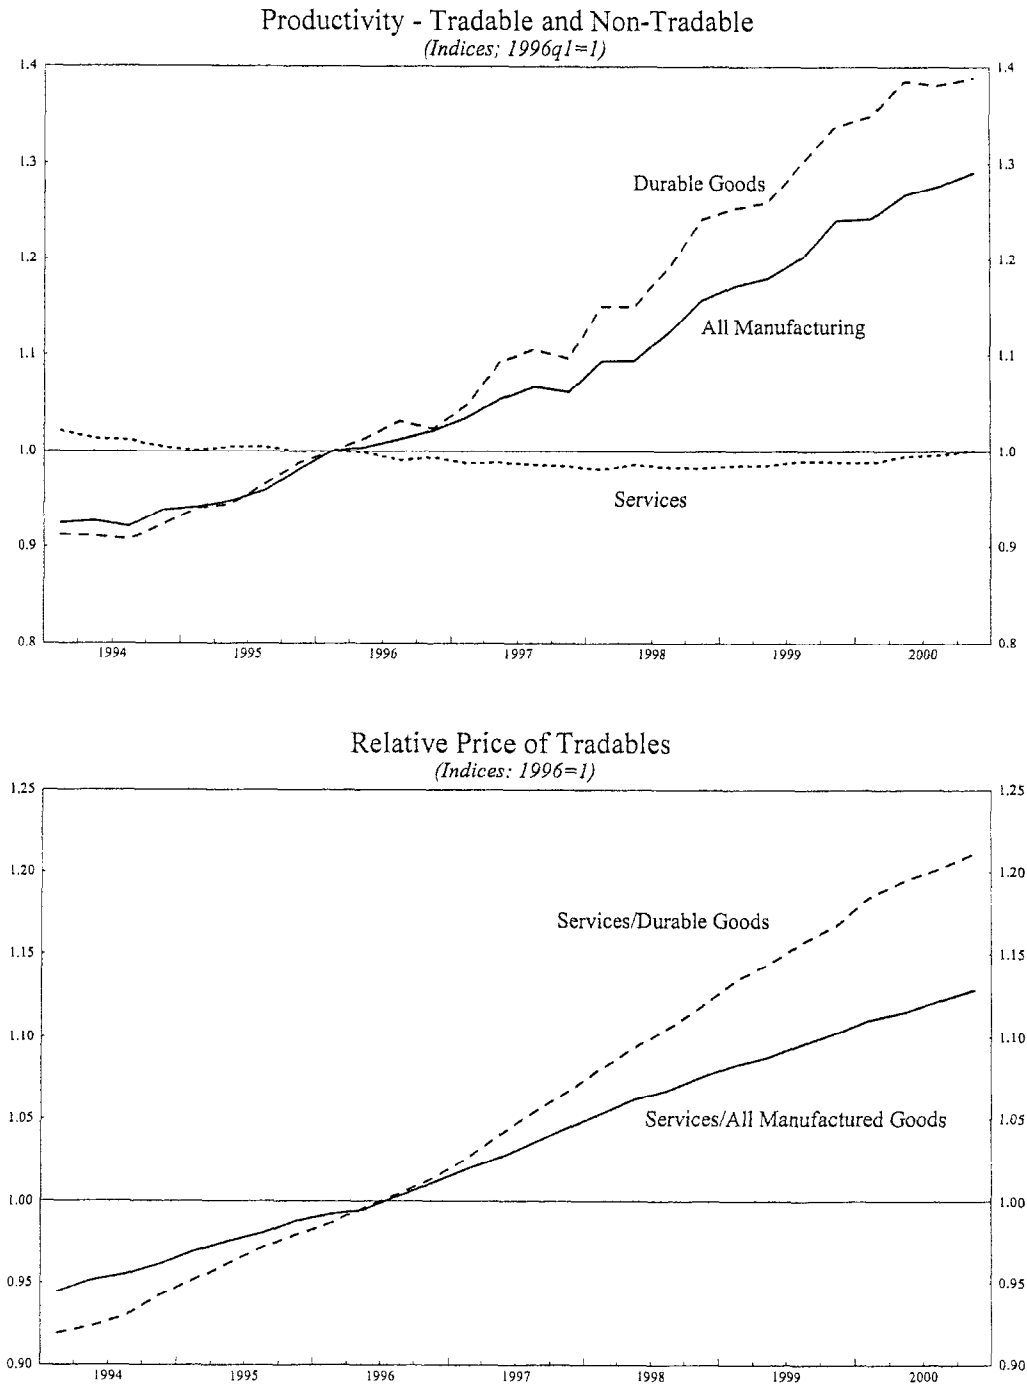 Productivity - Tradable and Non-Tradable
(Indices; 1996q1=1)
1.4 1.4
1.3 1.3
Durable Goods
1.2 1.2
All Manufacturing
1.1 1.1
1.0 1.0
Services
0.9 0.9
0.8 0.8
1994 1995 1996 1997 1998 1999 2000
Relative Price of Tradables
(Indices: 1996=1)
1.25 1.25
1.20 1.20
Services/Durable Goods
1.15 1.15
1.10 1.10
1.05 1.05
Services/All Manufactured Goods
1.00 1.00
0.95 0.95
0.90 0.90
1994 1995 1996 1997 1998 1999 2000